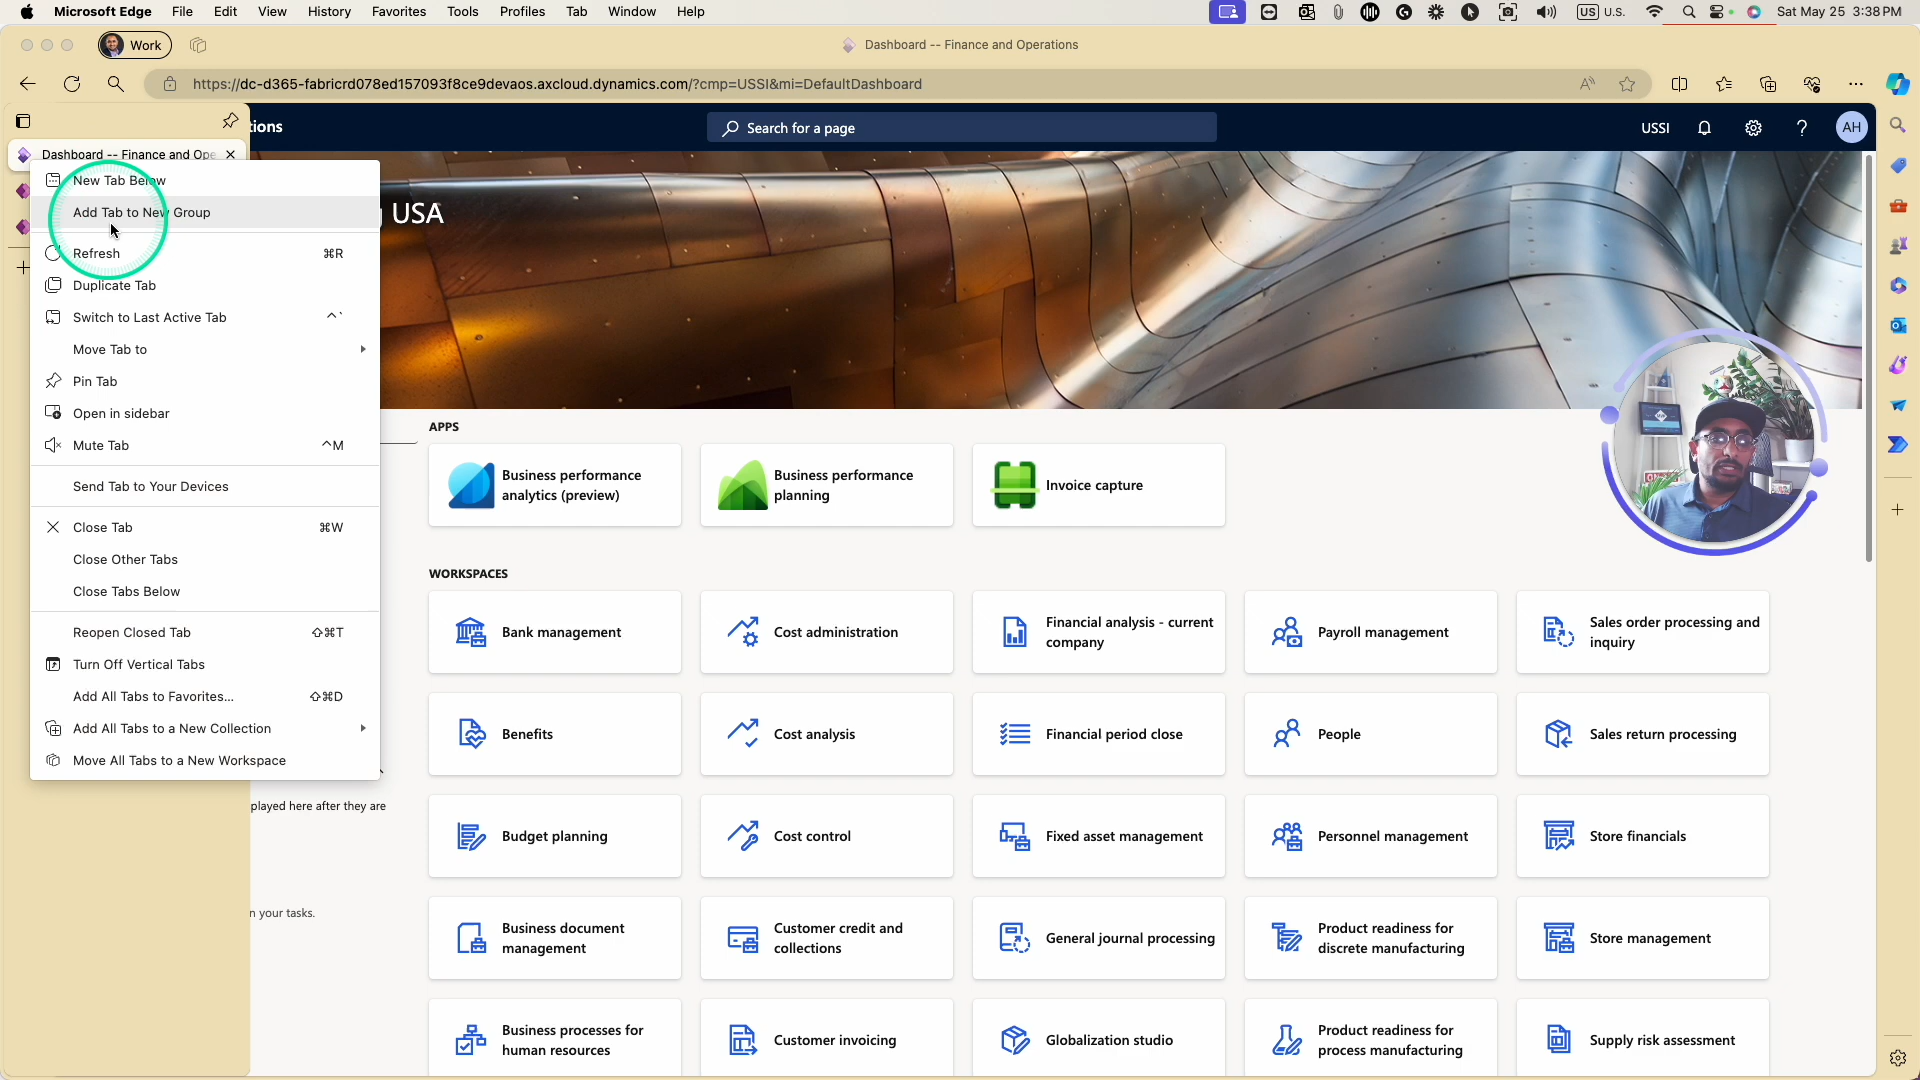 Microsoft Edge File Edit View History Favorites Tools Profiles Tab Window Help
US U.S. Sat May 25 3:38 PM
Work
Dashboard -- Finance and Operations
https://dc-d365-fabricrd078ed157093f8ce9devaos.axcloud.dynamics.com/?cmp=USSI&mi=DefaultDashboard
tions
Search for a page
USSI
AH
Dashboard -- Finance and Ope
New Tab Below
Add Tab to New Group
Refresh ⌘R
Duplicate Tab
Switch to Last Active Tab ^`
Move Tab to
Pin Tab
Open in sidebar
Mute Tab ^M
Send Tab to Your Devices
Close Tab ⌘W
Close Other Tabs
Close Tabs Below
Reopen Closed Tab ⇧⌘T
Turn Off Vertical Tabs
Add All Tabs to Favorites... ⇧⌘D
Add All Tabs to a New Collection
Move All Tabs to a New Workspace
USA
played here after they are
n your tasks.
APPS
Business performance
analytics (preview)
Business performance
planning
Invoice capture
WORKSPACES
Bank management
Cost administration
Financial analysis - current
company
Payroll management
Sales order processing and
inquiry
Benefits
Cost analysis
Financial period close
People
Sales return processing
Budget planning
Cost control
Fixed asset management
Personnel management
Store financials
Business document
management
Customer credit and
collections
General journal processing
Product readiness for
discrete manufacturing
Store management
Business processes for
human resources
Customer invoicing
Globalization studio
Product readiness for
process manufacturing
Supply risk assessment